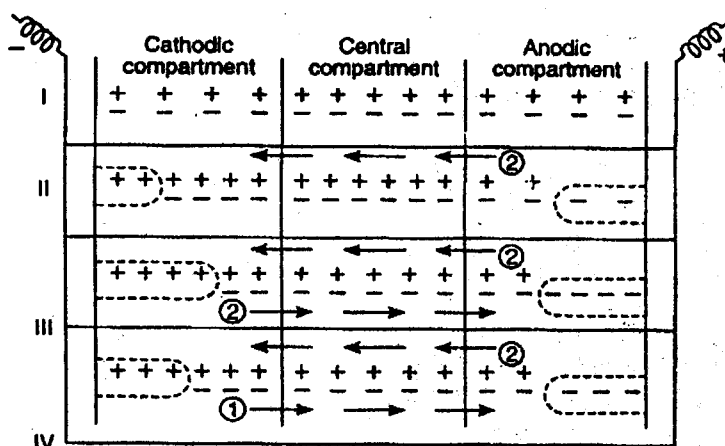 Cathodic compartment
Central compartment
Anodic compartment
−
+
I
+ + + + + + + + + + + + +
− − − − − − − − − − − − −
②
II
+ + + + + + + + + + + + + + +
− − − − − − − − − − − − − −
②
+ + + + + + + + + + + + + +
− − − − − − − − − − − − − −
②
III
②
+ + + + + + + + + + + + + +
− − − − − − − − − − − − − −
①
IV